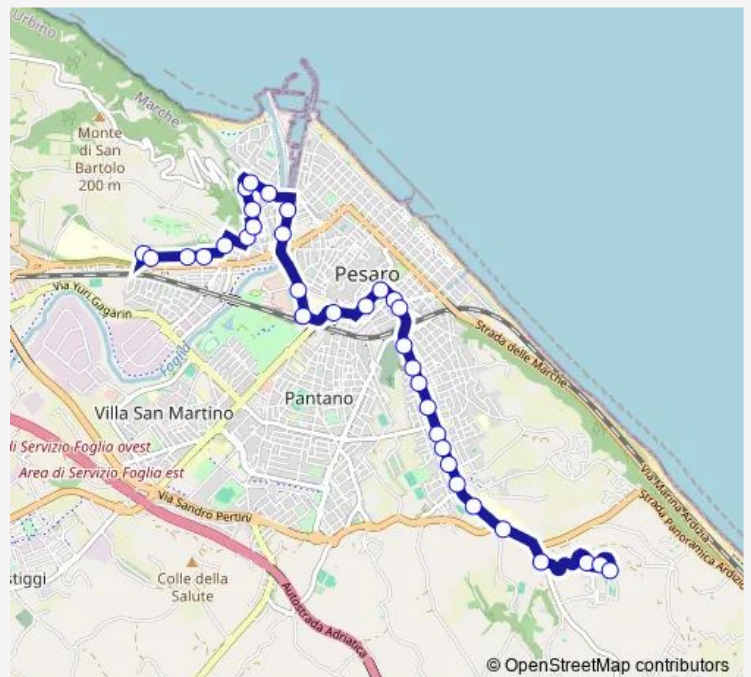 Urbino
Marche
Monte
di San
Bartolo
200 m
Pesaro
Via Yuri Gagarin
Foglia
Strada delle Marche
Pantano
Villa San Martino
di Servizio Foglia ovest
Area di Servizio Foglia est
Via Sandro Pertini
Via Marina Ardizia
Strada Panoramica Ardizio
stiggi
Colle della
Salute
Autostrada Adriatica
© OpenStreetMap contributors